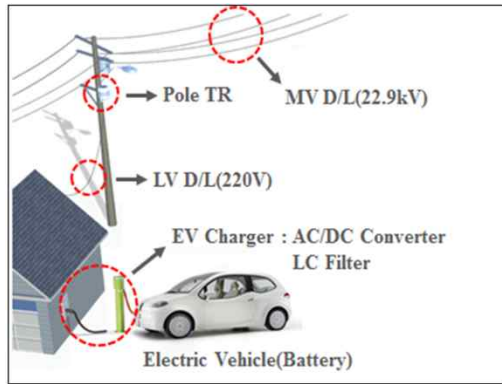 Pole TR
MV D/L(22.9kV)
LV D/L(220V)
EV Charger : AC/DC Converter
LC Filter
Electric Vehicle(Battery)